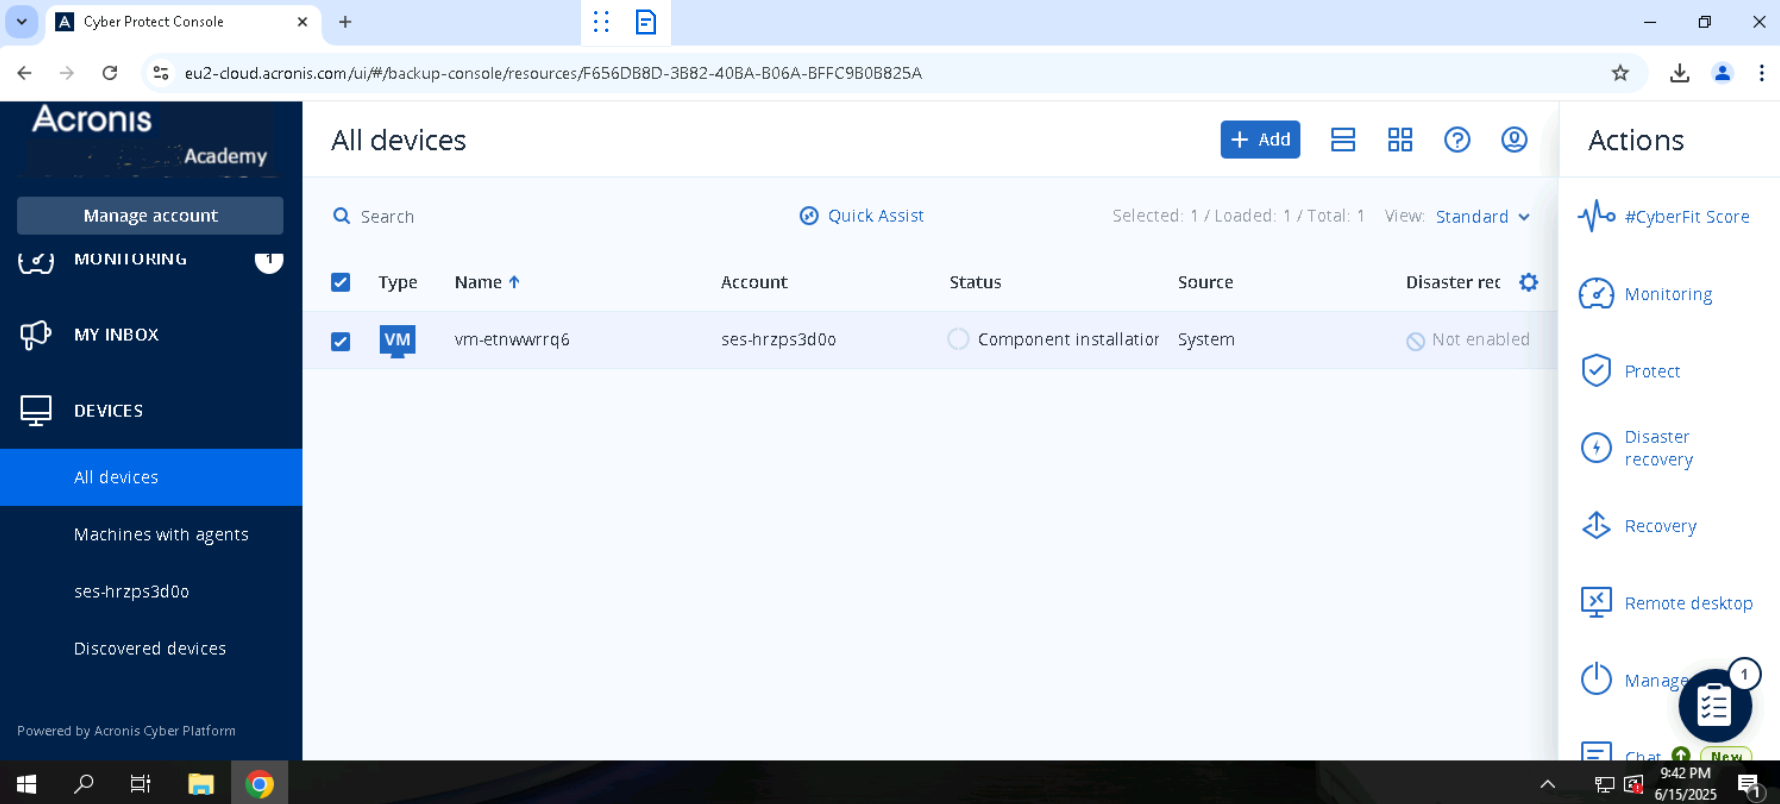 Cyber Protect Console
eu2-cloud.acronis.com/ui/#/backup-console/resources/F656DB8D-3B82-40BA-B06A-BFFC9B0B825A
Acronis
Academy
Manage account
MONITORING 1
MY INBOX
DEVICES
All devices
Machines with agents
ses-hrzps3d0o
Discovered devices
Powered by Acronis Cyber Platform
All devices
+ Add
Search
Quick Assist
Selected: 1 / Loaded: 1 / Total: 1 View: Standard
Type Name Account Status Source Disaster rec
VM vm-etnwwrrq6 ses-hrzps3d0o Component installation System Not enabled
Actions
#CyberFit Score
Monitoring
Protect
Disaster
recovery
Recovery
Remote desktop
Manage
1
Chat New
9:42 PM
6/15/2025
1